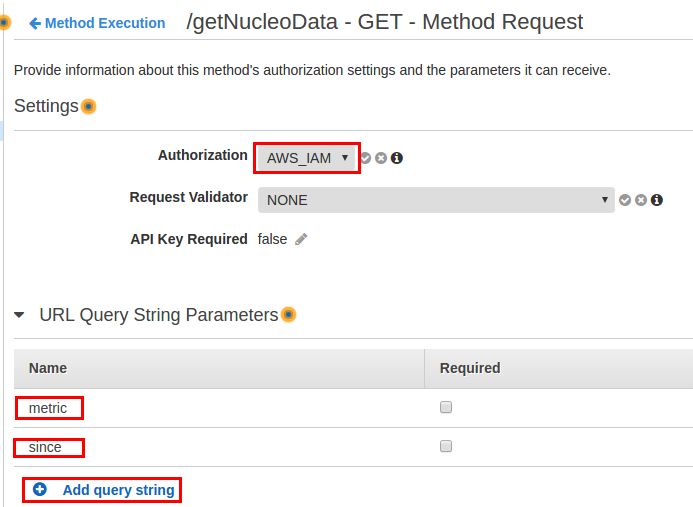 Method Execution /getNucleoData - GET - Method Request
Provide information about this method's authorization settings and the parameters it can receive.
Settings
Authorization AWS_IAM
Request Validator NONE
API Key Required false
URL Query String Parameters
Name Required
metric
since
Add query string